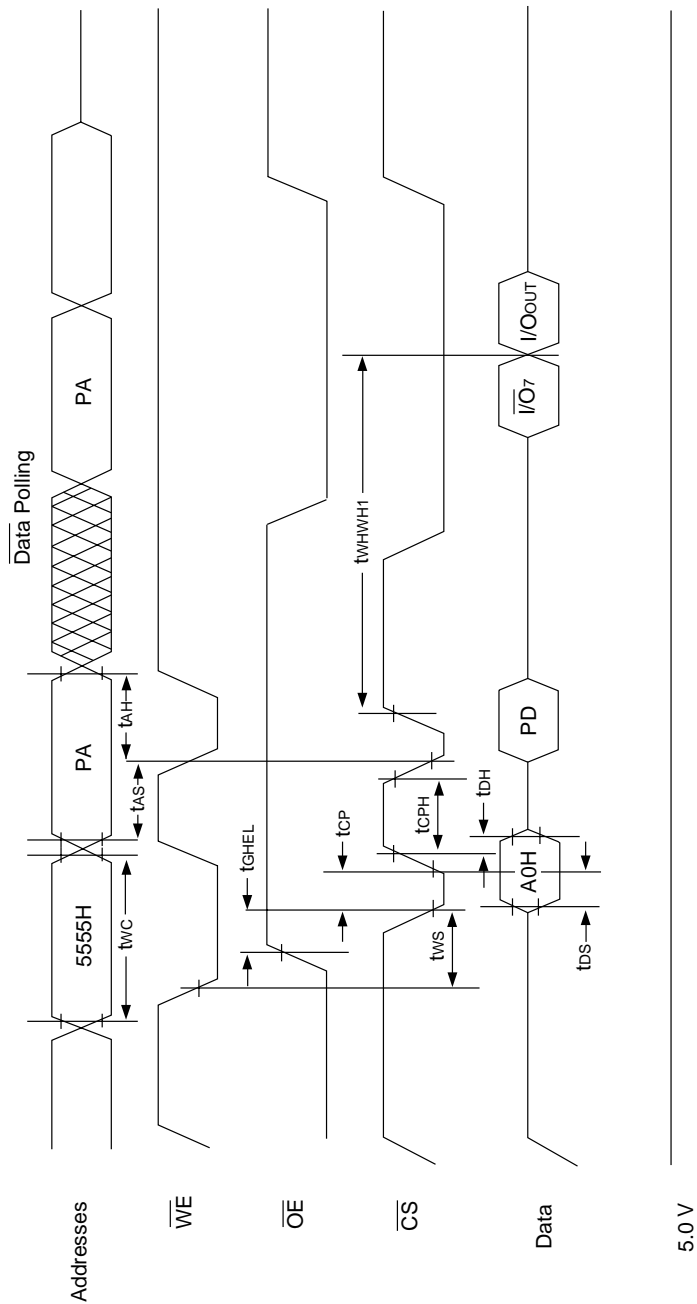 Data Polling
Addresses
5555H
PA
PA
tWC
tAS
tAH
WE
OE
tGHEL
CS
tWS
tCP
tCPH
tWHWH1
Data
A0H
PD
I/O7
I/OOUT
tDS
tDH
5.0 V